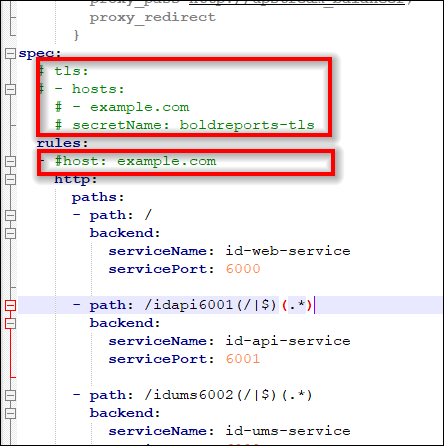 proxy_pass http://upstream_balancer;
proxy_redirect
}
spec:
# tls:
# - hosts:
# - example.com
# secretName: boldreports-tls
rules:
- #host: example.com
http:
paths:
- path: /
backend:
serviceName: id-web-service
servicePort: 6000
- path: /idapi6001(/|$)(.*)
backend:
serviceName: id-api-service
servicePort: 6001
- path: /idums6002(/|$)(.*)
backend:
serviceName: id-ums-service